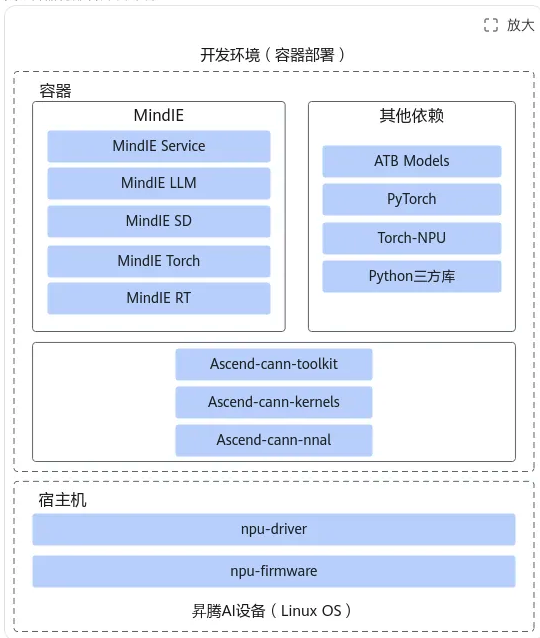 放大
开发环境（容器部署）
容器
MindIE
MindIE Service
MindIE LLM
MindIE SD
MindIE Torch
MindIE RT
其他依赖
ATB Models
PyTorch
Torch-NPU
Python三方库
Ascend-cann-toolkit
Ascend-cann-kernels
Ascend-cann-nnal
宿主机
npu-driver
npu-firmware
昇腾AI设备（Linux OS）